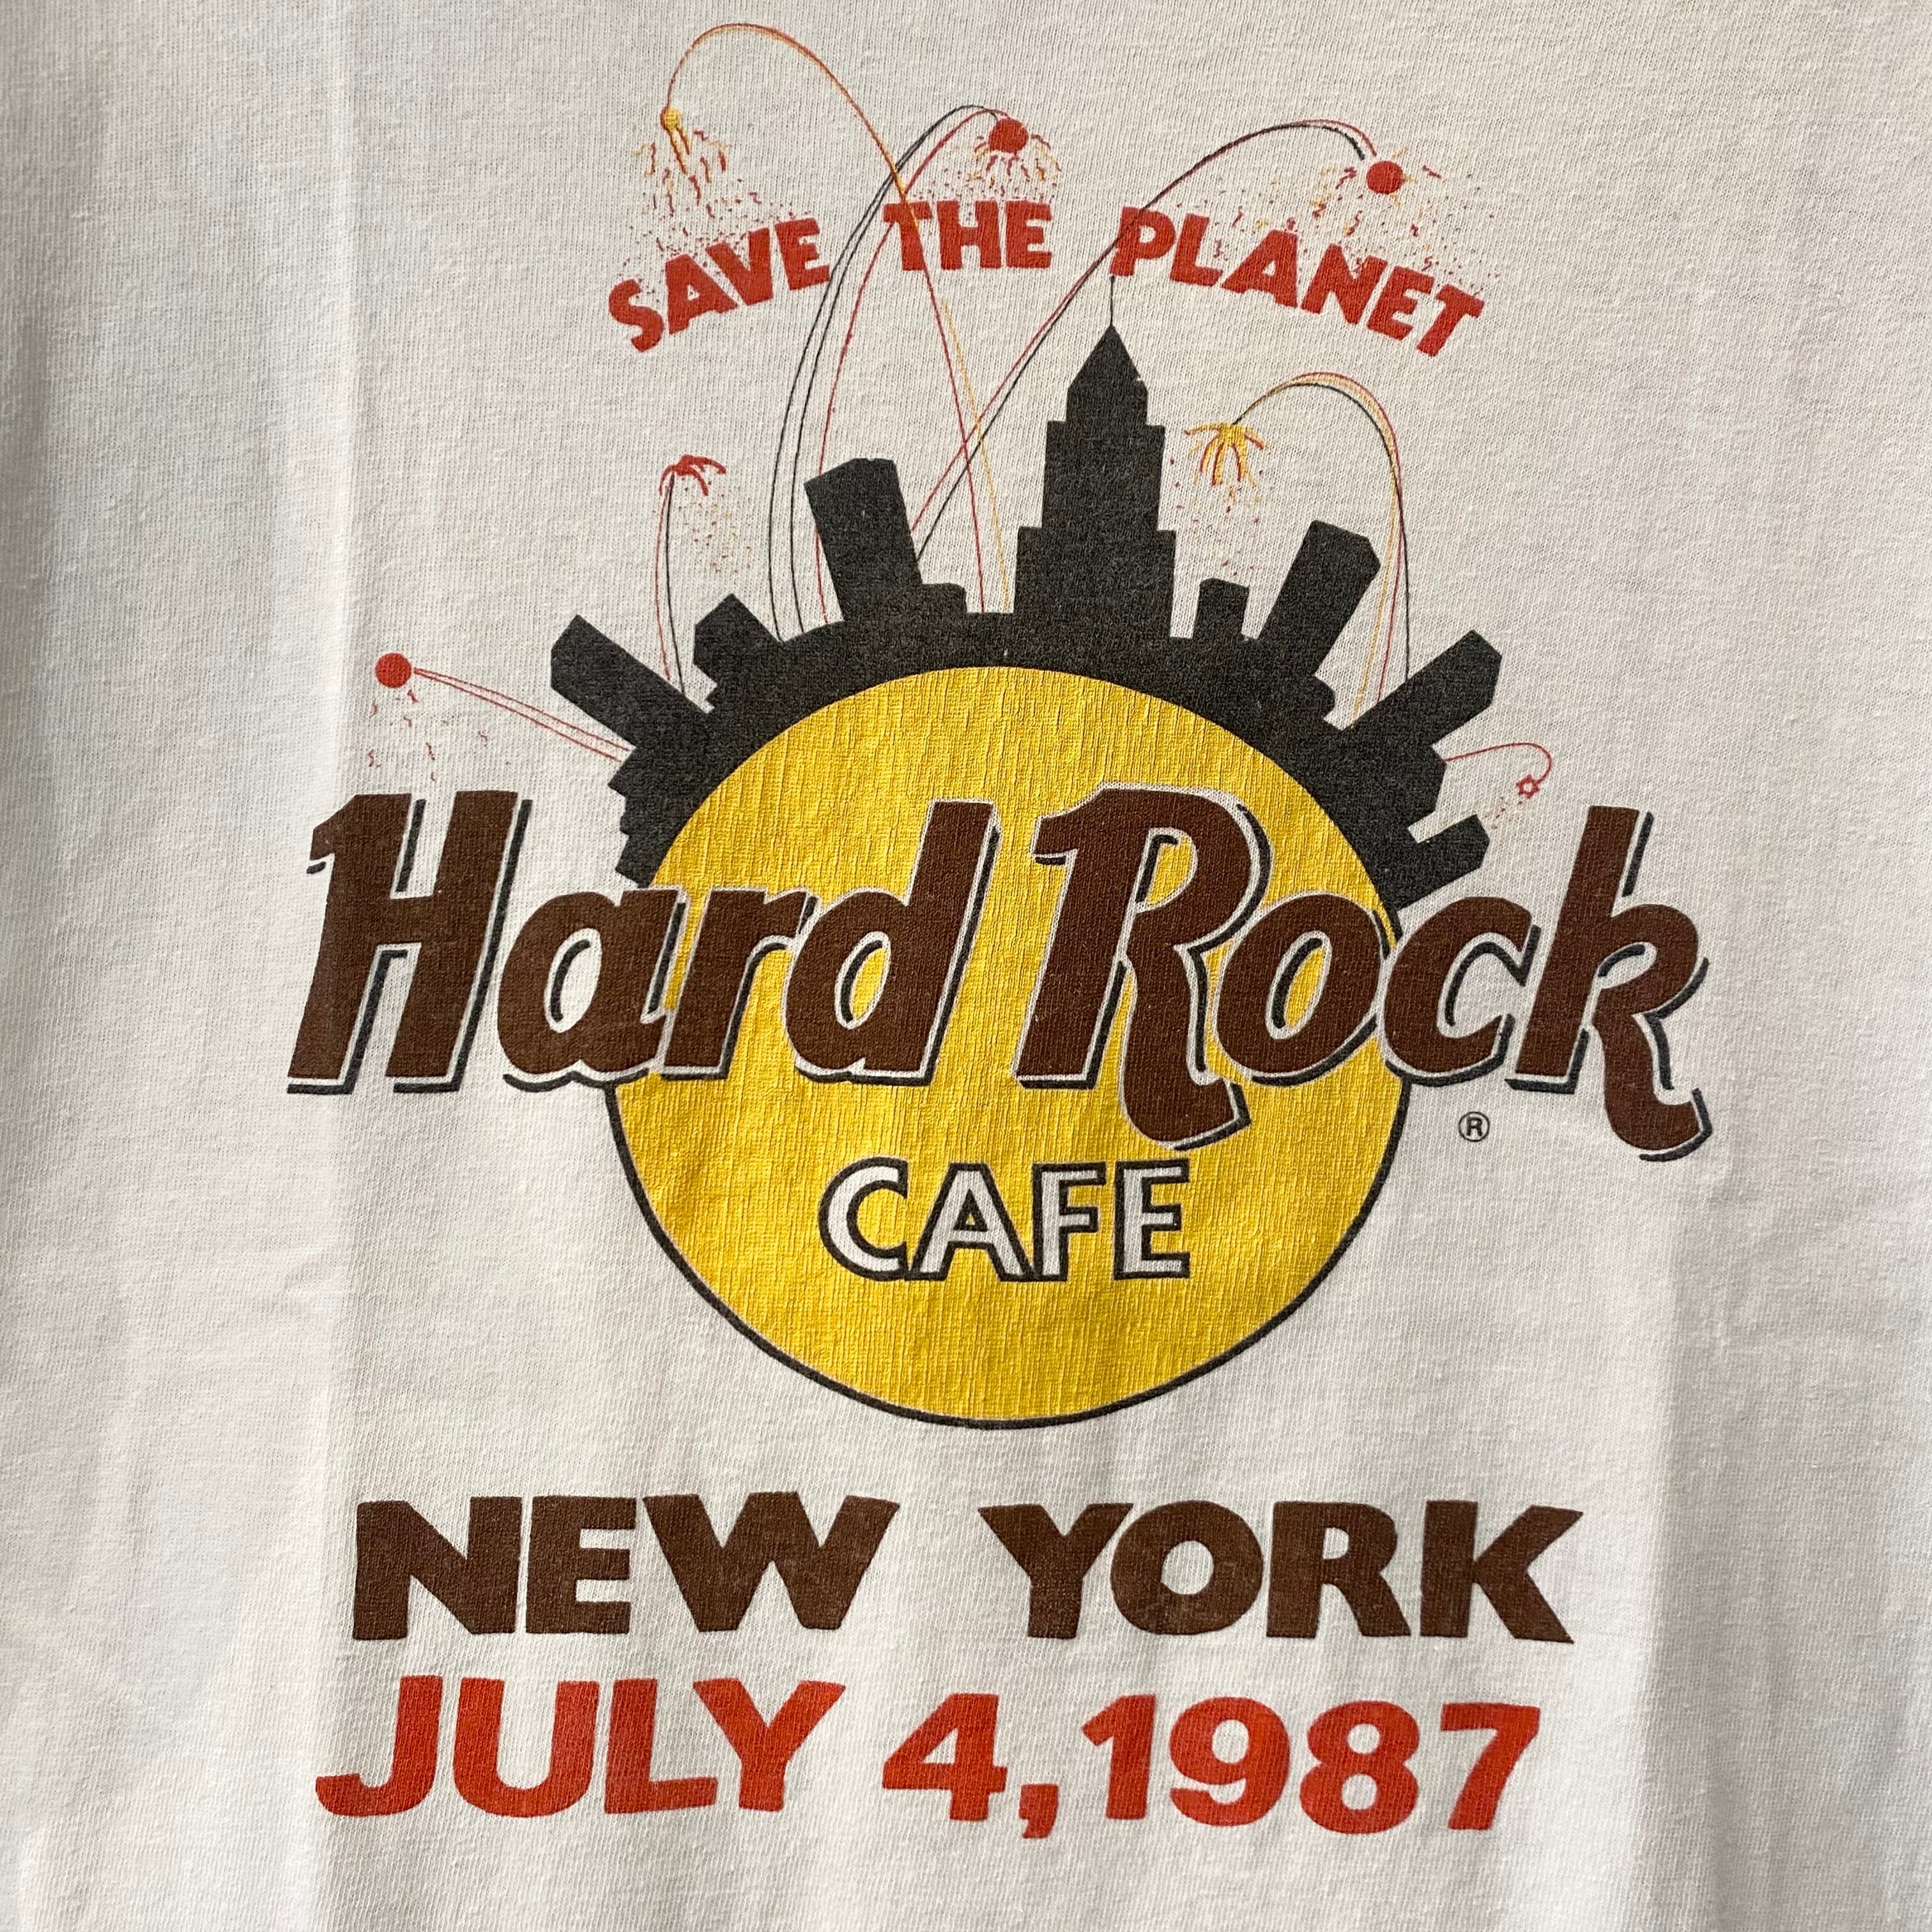 SAVE THE PLANET
Hard Rock
®
CAFE
NEW YORK
JULY 4, 1987